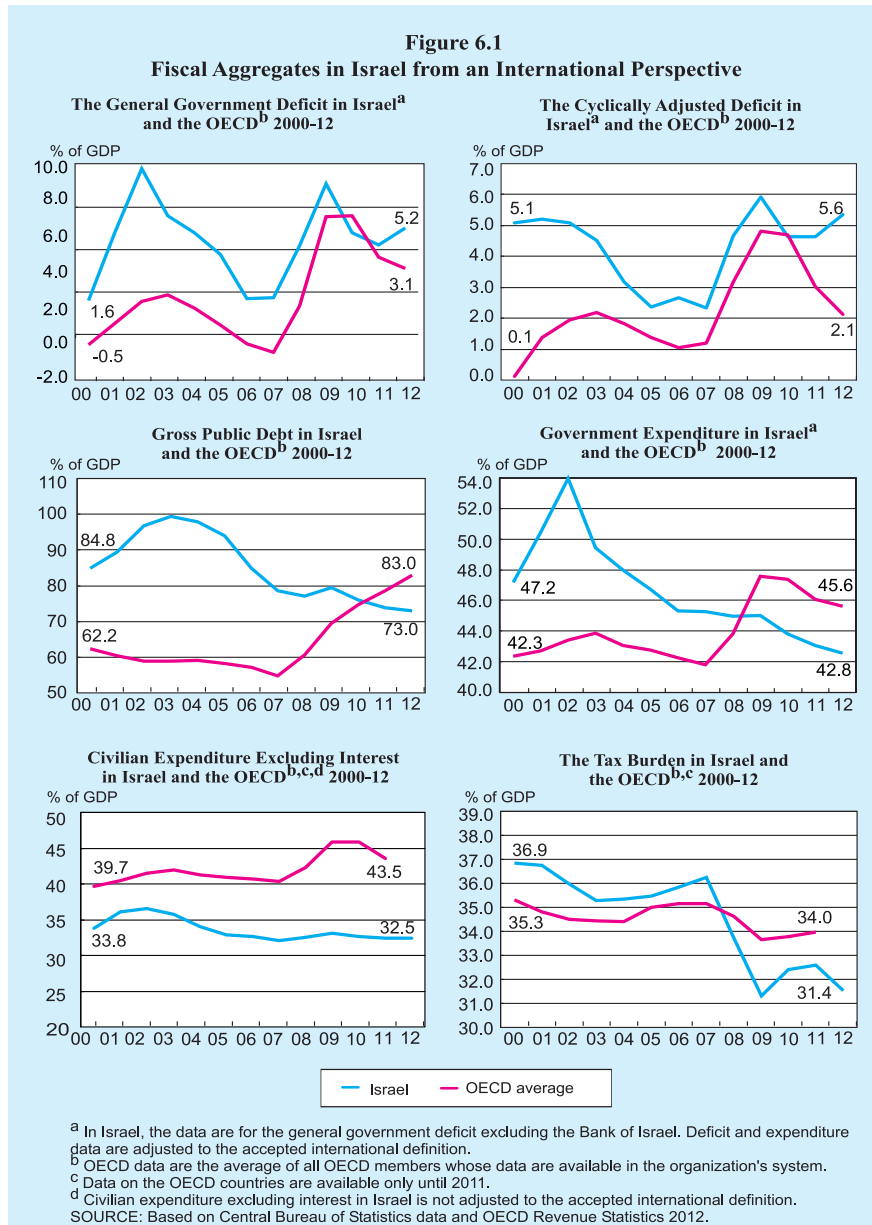 Figure 6.1
Fiscal Aggregates in Israel from an International Perspective
The General Government Deficit in Israel^a
and the OECD^b 2000-12
% of GDP
10.0
8.0
6.0
4.0
2.0
0.0
-2.0
5.2
3.1
1.6
-0.5
00 01 02 03 04 05 06 07 08 09 10 11 12
The Cyclically Adjusted Deficit in
Israel^a and the OECD^b 2000-12
% of GDP
7.0
6.0
5.0
4.0
3.0
2.0
1.0
0.0
5.1
5.6
0.1
2.1
00 01 02 03 04 05 06 07 08 09 10 11 12
Gross Public Debt in Israel
and the OECD^b 2000-12
% of GDP
110
100
90
80
70
60
50
84.8
83.0
73.0
62.2
00 01 02 03 04 05 06 07 08 09 10 11 12
Government Expenditure in Israel^a
and the OECD^b 2000-12
% of GDP
54.0
52.0
50.0
48.0
46.0
44.0
42.0
40.0
47.2
45.6
42.3
42.8
00 01 02 03 04 05 06 07 08 09 10 11 12
Civilian Expenditure Excluding Interest
in Israel and the OECD^b,c,d 2000-12
% of GDP
50
45
40
35
30
25
20
39.7
43.5
33.8
32.5
00 01 02 03 04 05 06 07 08 09 10 11 12
The Tax Burden in Israel and
the OECD^b,c 2000-12
% of GDP
39.0
38.0
37.0
36.0
35.0
34.0
33.0
32.0
31.0
30.0
36.9
35.3
34.0
31.4
00 01 02 03 04 05 06 07 08 09 10 11 12
Israel
OECD average
^a In Israel, the data are for the general government deficit excluding the Bank of Israel. Deficit and expenditure
data are adjusted to the accepted international definition.
^b OECD data are the average of all OECD members whose data are available in the organization's system.
^c Data on the OECD countries are available only until 2011.
^d Civilian expenditure excluding interest in Israel is not adjusted to the accepted international definition.
SOURCE: Based on Central Bureau of Statistics data and OECD Revenue Statistics 2012.